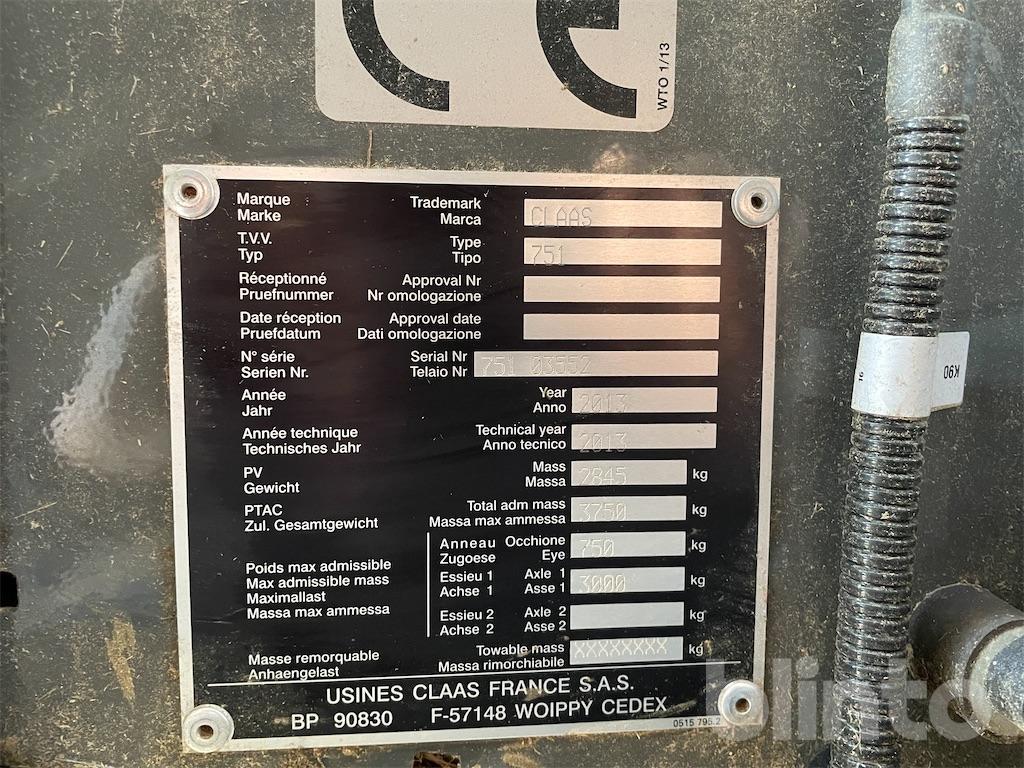 CE
WTO 1/13
Marque Trademark
Marke Marca CLAAS
T.V.V. Type
Typ Tipo 751
Réceptionné Approval Nr
Pruefnummer Nr omologazione
Date réception Approval date
Pruefdatum Dati omologazione
N° série Serial Nr
Serien Nr. Telaio Nr 751 03552
Année Year
Jahr Anno 2013
Année technique Technical year
Technisches Jahr Anno tecnico 2013
PV Mass
Gewicht Massa 2845 kg
PTAC Total adm mass
Zul. Gesamtgewicht Massa max ammessa 3750 kg
Poids max admissible
Max admissible mass
Maximallast
Massa max ammessa
Anneau Occhione
Zugoese Eye 750 kg
Essieu 1 Axle 1
Achse 1 Asse 1 3000 kg
Essieu 2 Axle 2
Achse 2 Asse 2 kg
Masse remorquable Towable mass
Anhaengelast Massa rimorchiabile XXXXXXXX kg
USINES CLAAS FRANCE S.A.S.
BP 90830 F-57148 WOIPPY CEDEX
0515 795.2
K90
16
blinto